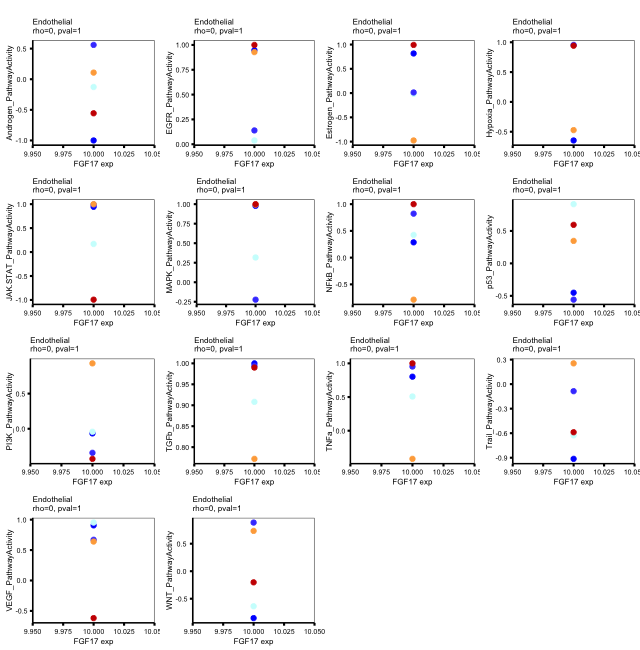 Endothelial
rho=0, pval=1
Androgen_PathwayActivity
0.5
0.0
-0.5
-1.0
9.950
9.975
10.000
10.025
10.05
FGF17 exp
Endothelial
rho=0, pval=1
EGFR_PathwayActivity
1.00
0.75
0.50
0.25
0.00
9.950
9.975
10.000
10.025
10.05
FGF17 exp
Endothelial
rho=0, pval=1
Estrogen_PathwayActivity
1.0
0.5
0.0
-0.5
-1.0
9.950
9.975
10.000
10.025
10.05
FGF17 exp
Endothelial
rho=0, pval=1
Hypoxia_PathwayActivity
1.0
0.5
0.0
-0.5
9.950
9.975
10.000
10.025
10.05
FGF17 exp
Endothelial
rho=0, pval=1
JAK.STAT_PathwayActivity
1.0
0.5
0.0
-0.5
-1.0
9.950
9.975
10.000
10.025
10.05
FGF17 exp
Endothelial
rho=0, pval=1
MAPK_PathwayActivity
1.00
0.75
0.50
0.25
0.00
-0.25
9.950
9.975
10.000
10.025
10.05
FGF17 exp
Endothelial
rho=0, pval=1
NFkB_PathwayActivity
1.0
0.5
0.0
-0.5
9.950
9.975
10.000
10.025
10.05
FGF17 exp
Endothelial
rho=0, pval=1
p53_PathwayActivity
0.5
0.0
-0.5
9.950
9.975
10.000
10.025
10.05
FGF17 exp
Endothelial
rho=0, pval=1
PI3K_PathwayActivity
0.5
0.0
9.950
9.975
10.000
10.025
10.05
FGF17 exp
Endothelial
rho=0, pval=1
TGFb_PathwayActivity
1.00
0.95
0.90
0.85
0.80
9.950
9.975
10.000
10.025
10.05
FGF17 exp
Endothelial
rho=0, pval=1
TNFa_PathwayActivity
1.0
0.5
0.0
9.950
9.975
10.000
10.025
10.05
FGF17 exp
Endothelial
rho=0, pval=1
Trail_PathwayActivity
0.3
0.0
-0.3
-0.6
-0.9
9.950
9.975
10.000
10.025
10.05
FGF17 exp
Endothelial
rho=0, pval=1
VEGF_PathwayActivity
1.0
0.5
0.0
-0.5
9.950
9.975
10.000
10.025
10.05
FGF17 exp
Endothelial
rho=0, pval=1
WNT_PathwayActivity
0.5
0.0
-0.5
9.950
9.975
10.000
10.025
10.050
FGF17 exp